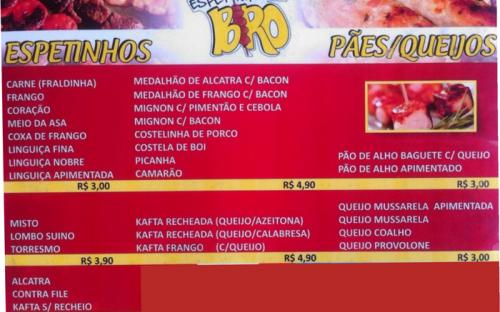 ESPETINHOS
BIRO
PÃES/QUEIJOS
CARNE (FRALDINHA)
FRANGO
CORAÇÃO
MEIO DA ASA
COXA DE FRANGO
LINGUIÇA FINA
LINGUIÇA NOBRE
LINGUIÇA APIMENTADA
R$ 3,00
MEDALHÃO DE ALCATRA C/ BACON
MEDALHÃO DE FRANGO C/ BACON
MIGNON C/ PIMENTÃO E CEBOLA
MIGNON C/ BACON
COSTELINHA DE PORCO
COSTELA DE BOI
PICANHA
CAMARÃO
R$ 4,90
PÃO DE ALHO BAGUETE C/ QUEIJO
PÃO DE ALHO APIMENTADO
R$ 3,00
MISTO
LOMBO SUINO
TORRESMO
R$ 3,90
KAFTA RECHEADA (QUEIJO/AZEITONA)
KAFTA RECHEADA (QUEIJO/CALABRESA)
KAFTA FRANGO (C/QUEIJO)
R$ 4,90
QUEIJO MUSSARELA APIMENTADA
QUEIJO MUSSARELA
QUEIJO COALHO
QUEIJO PROVOLONE
R$ 3,00
ALCATRA
CONTRA FILE
KAFTA S/ RECHEIO